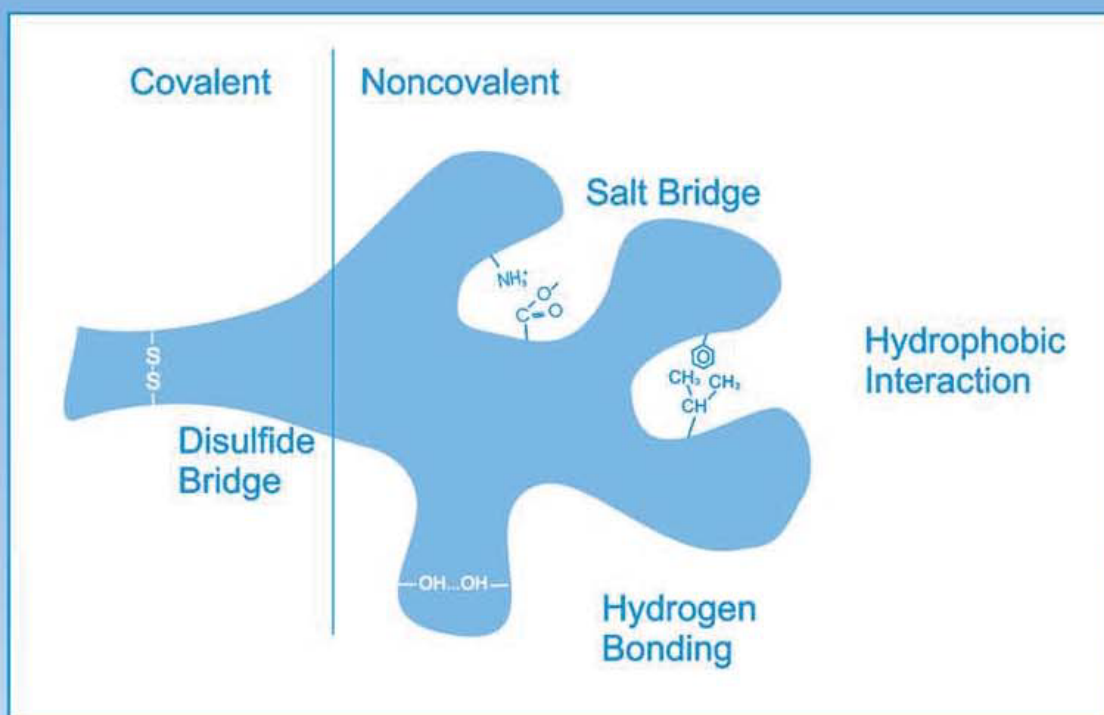 Covalent
Noncovalent
Salt Bridge
NH₃⁺
O
C=O
S
S
CH₃ CH₃
CH
Hydrophobic
Interaction
Disulfide
Bridge
OH...OH
Hydrogen
Bonding